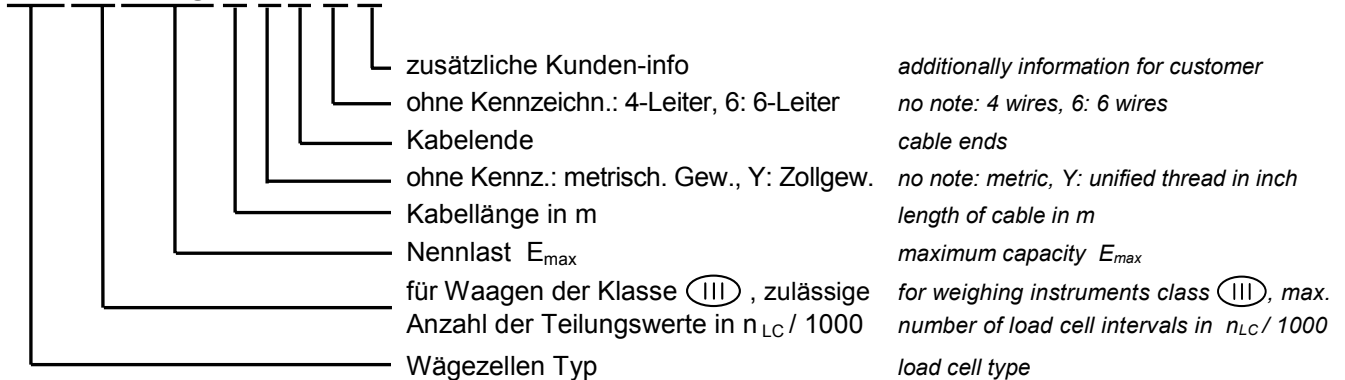 zusätzliche Kunden-info additionally information for customer
ohne Kennzeichn.: 4-Leiter, 6: 6-Leiter no note: 4 wires, 6: 6 wires
Kabelende cable ends
ohne Kennz.: metrisch. Gew., Y: Zollgew. no note: metric, Y: unified thread in inch
Kabellänge in m length of cable in m
Nennlast Emax maximum capacity Emax
für Waagen der Klasse III , zulässige for weighing instruments class III, max.
Anzahl der Teilungswerte in n LC / 1000 number of load cell intervals in nLC / 1000
Wägezellen Typ load cell type